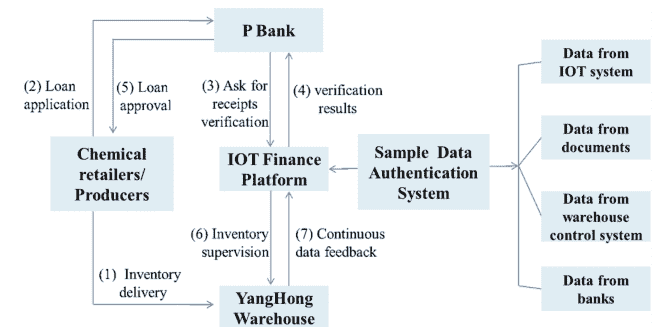 P Bank
(2) Loan
application
(5) Loan
approval
(3) Ask for
receipts
verification
(4) verification
results
Chemical
retailers/
Producers
IOT Finance
Platform
Sample Data
Authentication
System
(6) Inventory
supervision
(7) Continuous
data feedback
(1) Inventory
delivery
YangHong
Warehouse
Data from
IOT system
Data from
documents
Data from
warehouse
control system
Data from
banks